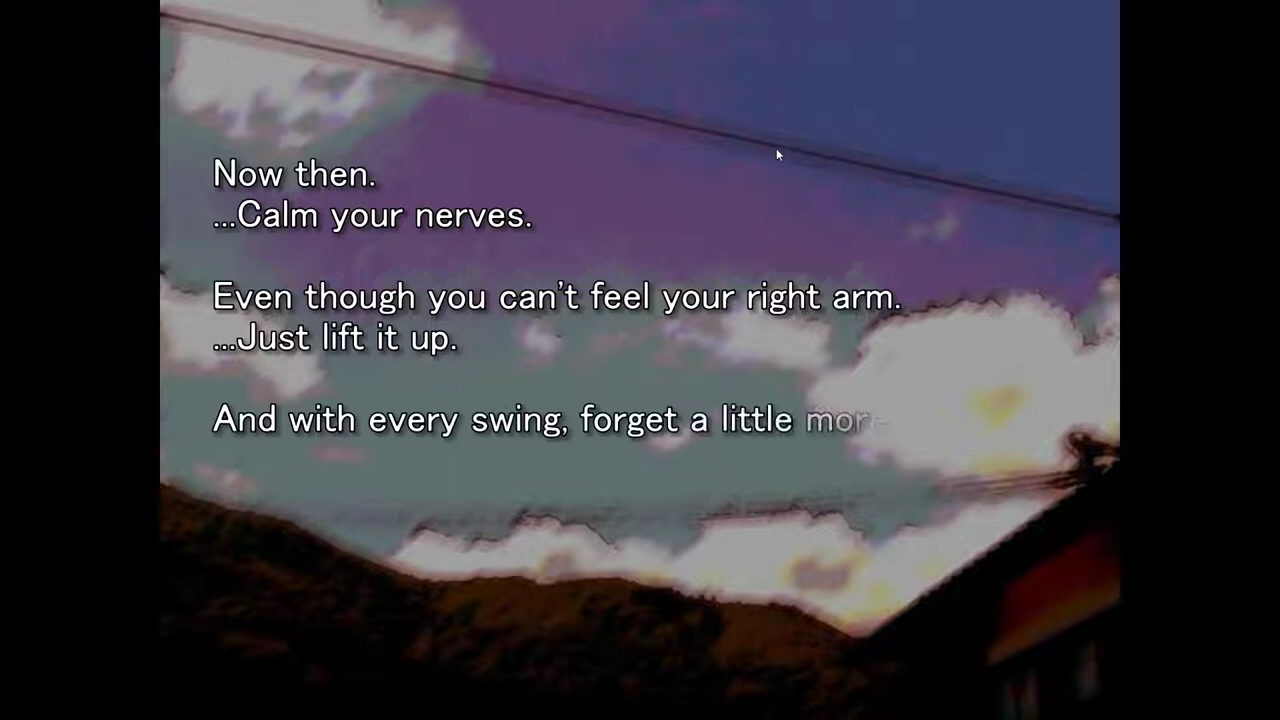 Now then.
...Calm your nerves.
Even though you can't feel your right arm.
...Just lift it up.
And with every swing, forget a little